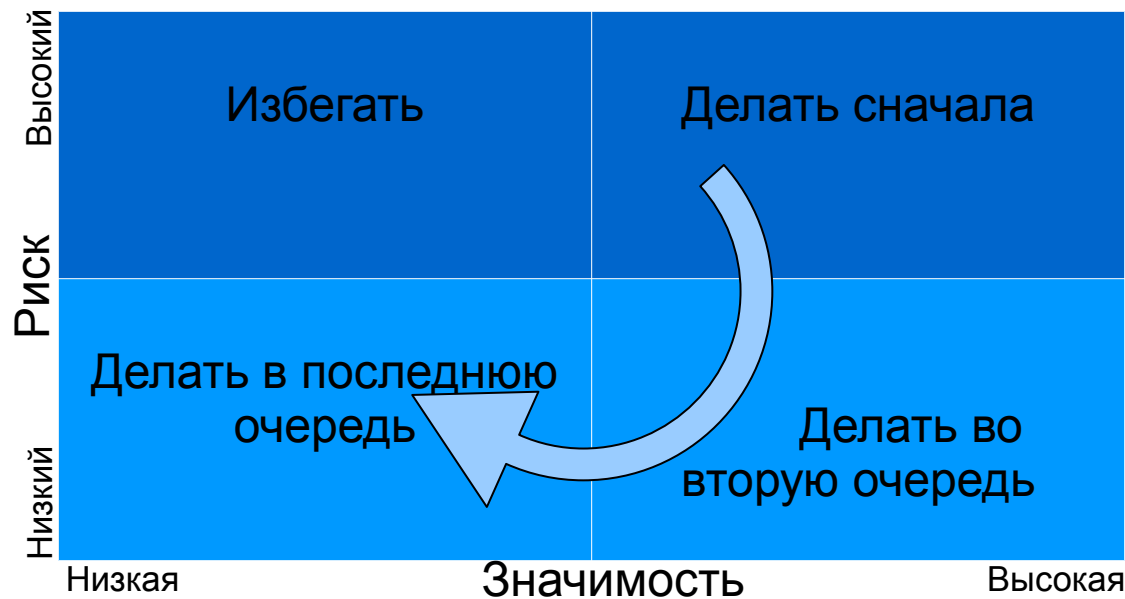 Высокий
Избегать
Делать сначала
Риск
Делать в последнюю
очередь
Делать во
вторую очередь
Низкий
Низкая
Значимость
Высокая